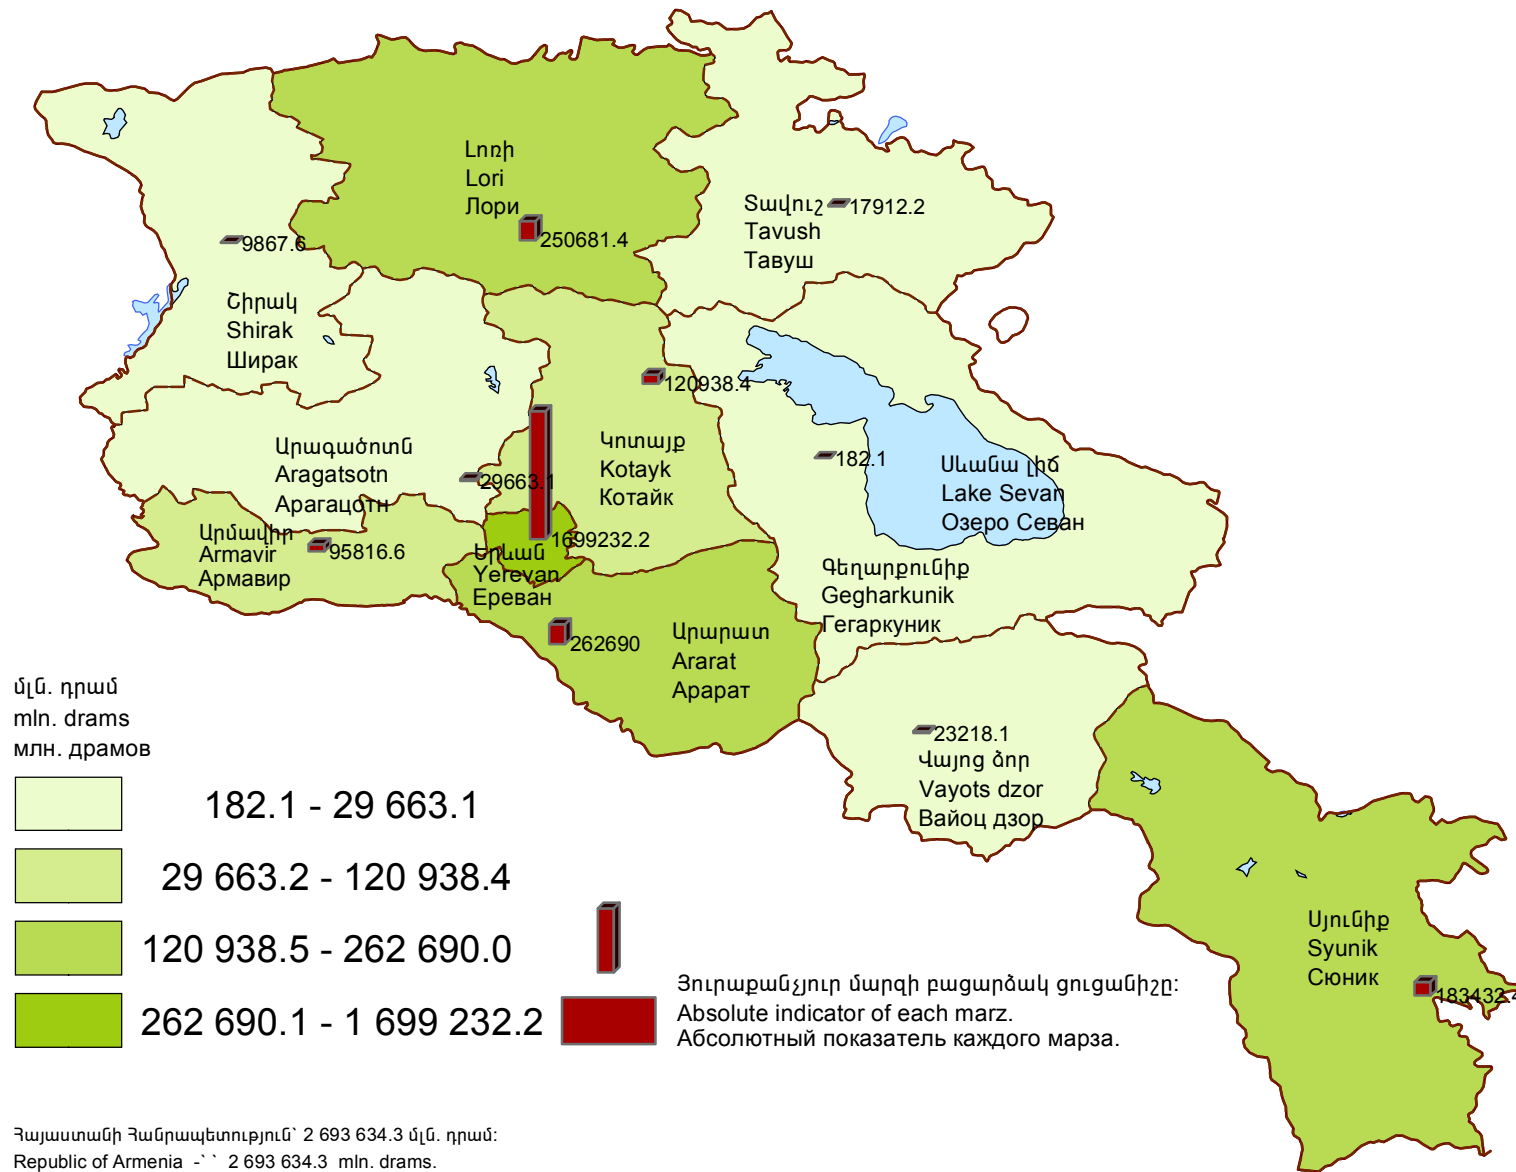 Լոռի
Lori
Лори
250681.4
Տավուշ
17912.2
Tavush
Тавуш
9867.6
Շիրակ
Shirak
Ширак
120938.4
Արագածոտն
Aragatsotn
Арагацотн
29663.1
Կոտայք
Kotayk
Котайк
182.1
Սևանա լիճ
Lake Sevan
Озеро Севан
Արմավիր
Armavir
Армавир
95816.6
1699232.2
Երևան
Yerevan
Ереван
Գեղարքունիք
Gegharkunik
Гегаркуник
262690
Արարատ
Ararat
Арарат
23218.1
Վայոց ձոր
Vayots dzor
Вайоц дзор
Սյունիք
Syunik
Сюник
183432.4
մլն. դրամ
mln. drams
млн. драмов
182.1 - 29 663.1
29 663.2 - 120 938.4
120 938.5 - 262 690.0
262 690.1 - 1 699 232.2
Յուրաքանչյուր մարզի բացարձակ ցուցանիշը:
Absolute indicator of each marz.
Абсолютный показатель каждого марза.
Հայաստանի Հանրապետություն` 2 693 634.3 մլն. դրամ:
Republic of Armenia -`` 2 693 634.3 mln. drams.